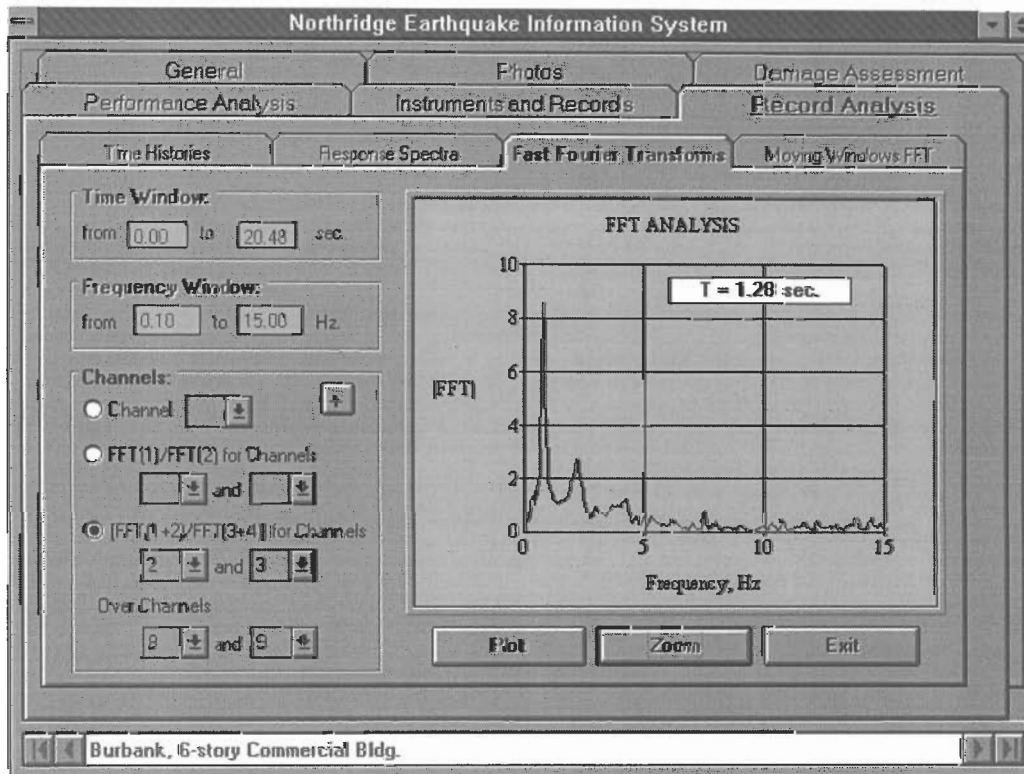 Northridge Earthquake Information System
General
Photos
Damage Assessment
Performance Analysis
Instruments and Records
Record Analysis
Time Histories
Response Spectra
Fast Fourier Transforms
Moving Windows FFT
Time Window:
from 0.00 to 20.48 sec.
Frequency Window:
from 0.10 to 15.00 Hz.
Channels:
Channel
FFT(1)/FFT(2) for Channels
and
[FFT(1+2)/FFT(3+4)] for Channels
2 and 3
Over Channels
8 and 9
FFT ANALYSIS
T = 1.28 sec.
|FFT|
10
8
6
4
2
0
0 5 10 15
Frequency, Hz
Plot
Zoom
Exit
Burbank, 6-story Commercial Bldg.